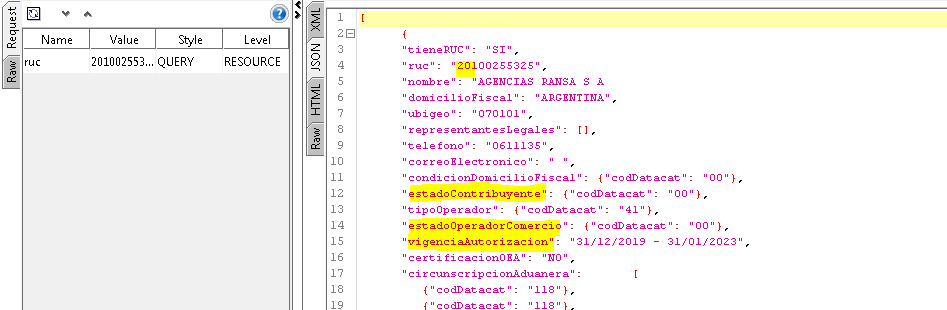 Request
Raw
Name Value Style Level
ruc 201002553... QUERY RESOURCE
XML
JSON
HTML
Raw
1 [
2 {
3 "tieneRUC": "SI",
4 "ruc": "20100255325",
5 "nombre": "AGENCIAS RANSA S A
6 "domicilioFiscal": "ARGENTINA",
7 "ubigeo": "070101",
8 "representantesLegales": [],
9 "telefono": "0611135",
10 "correoElectronico": " ",
11 "condicionDomicilioFiscal": {"codDatacat": "00"},
12 "estadoContribuyente": {"codDatacat": "00"},
13 "tipoOperador": {"codDatacat": "41"},
14 "estadoOperadorComercio": {"codDatacat": "00"},
15 "vigenciaAutorizacion": "31/12/2019 - 31/01/2023",
16 "certificacionOEA": "NO",
17 "circunscripcionAduanera": [
18 {"codDatacat": "118"},
19 {"codDatacat": "118"},